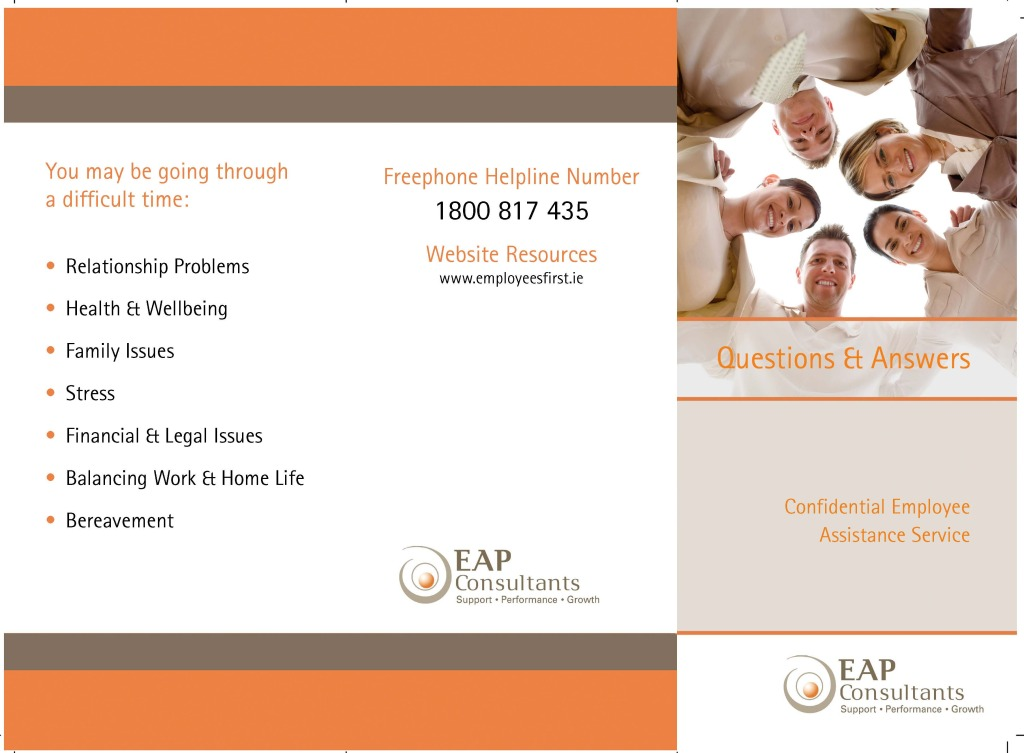 You may be going through
a difficult time:
• Relationship Problems
• Health & Wellbeing
• Family Issues
• Stress
• Financial & Legal Issues
• Balancing Work & Home Life
• Bereavement
Freephone Helpline Number
1800 817 435
Website Resources
www.employeesfirst.ie
EAP
Consultants
Support • Performance • Growth
Questions & Answers
Confidential Employee
Assistance Service
EAP
Consultants
Support • Performance • Growth